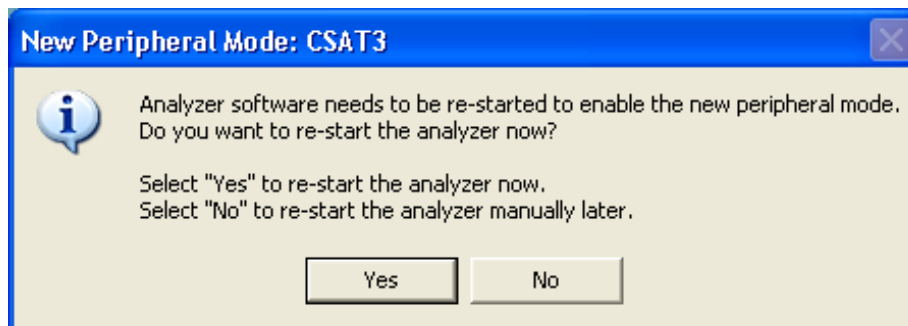 New Peripheral Mode: CSAT3
Analyzer software needs to be re-started to enable the new peripheral mode.
Do you want to re-start the analyzer now?
Select "Yes" to re-start the analyzer now.
Select "No" to re-start the analyzer manually later.
Yes
No